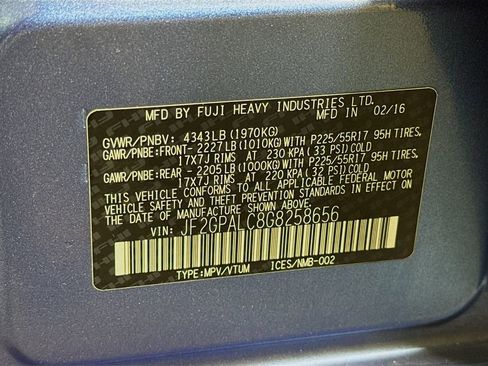 MFD BY FUJI HEAVY INDUSTRIES LTD.
MFD IN 02/16
GVWR/PNBV: 4343LB (1970KG)
GAWR/PNBE:FRONT- 2227LB(1010KG)WITH P225/55R17 95H TIRES,
17X7J RIMS AT 230 KPA (33 PSI)COLD
GAWR/PNBE:REAR - 2205LB(1000KG)WITH P225/55R17 95H TIRES,
17X7J RIMS AT 220 KPA (32 PSI)COLD
THIS VEHICLE CONFORMS TO ALL APPLICABLE FEDERAL MOTOR
VEHICLE SAFETY STANDARDS IN EFFECT ON
THE DATE OF MANUFACTURE SHOWN ABOVE.
VIN: JF2GPALC8G8258656
TYPE:MPV/VTUM ICES/NMB-002